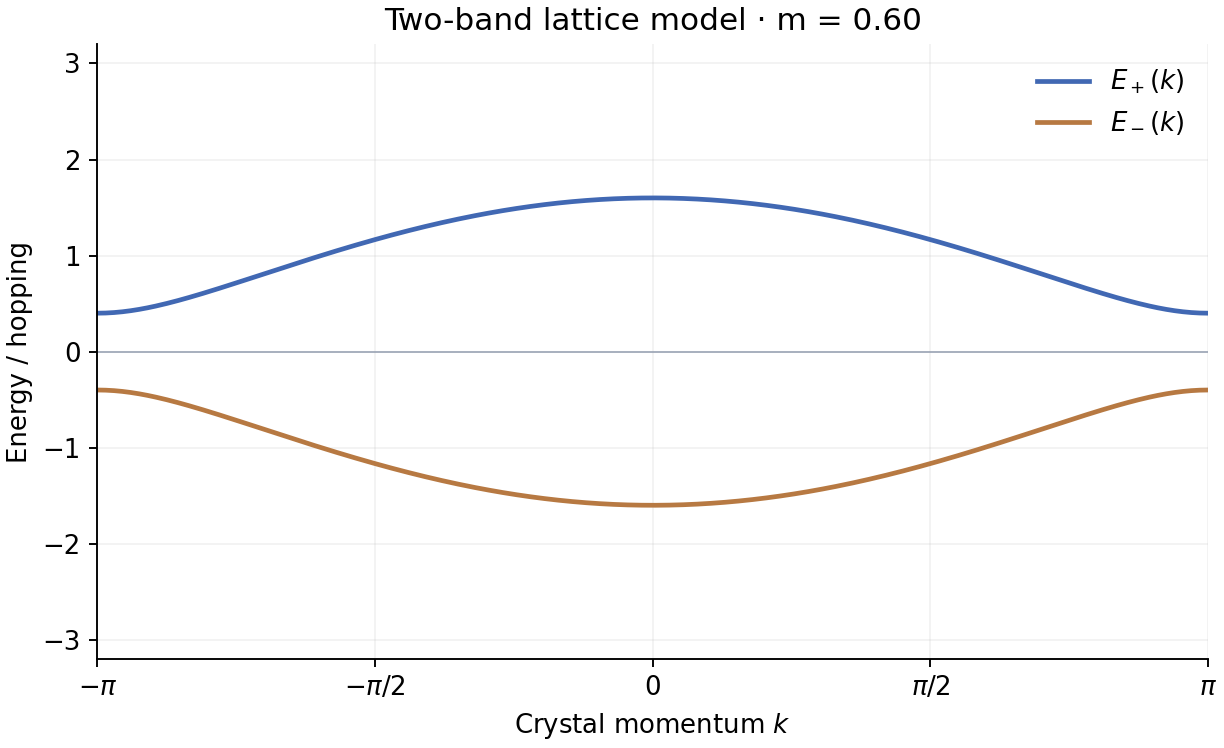 Two-band lattice model · m = 0.60
E₊(k)
E₋(k)
Energy / hopping
3
2
1
0
−1
−2
−3
−π
−π/2
0
π/2
π
Crystal momentum k